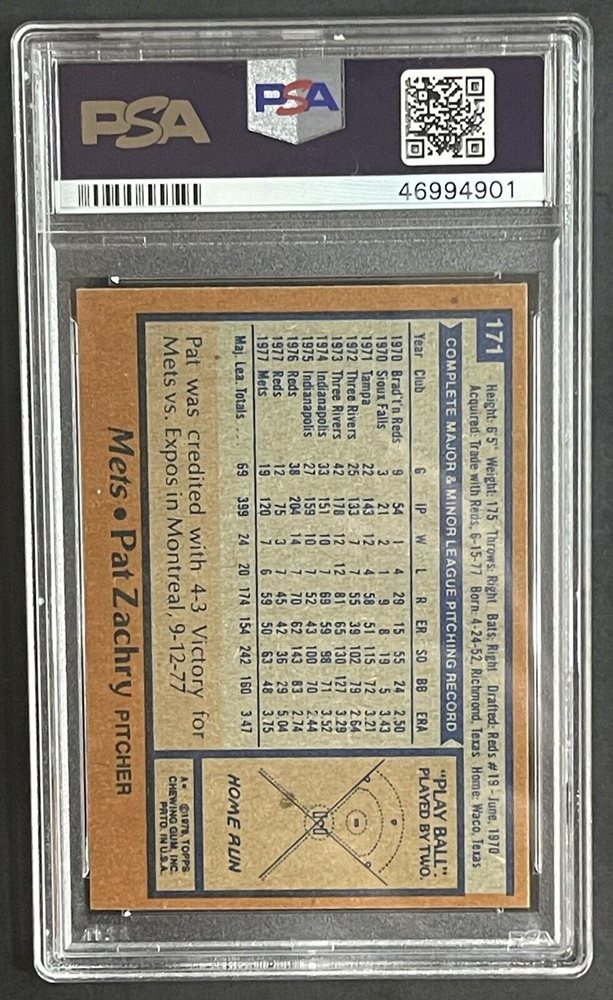 PSA
PSA
46994901
171
Height: 6'5" Weight: 175 Throws: Right Bats: Right Drafted: Reds #19 - June, 1970
Acquired: Trade with Reds, 6-15-77 Born: 4-24-52, Richmond, Texas Home: Waco, Texas
COMPLETE MAJOR & MINOR LEAGUE PITCHING RECORD
Year Club G IP W L R ER SO BB ERA
1970 Brad't'n Reds 9 54 1 4 29 15 55 24 2.50
1970 Sioux Falls 3 21 2 1 9 8 19 5 3.43
1971 Tampa 22 143 12 4 58 51 115 72 3.21
1972 Three Rivers 25 133 7 7 55 39 102 79 2.64
1973 Three Rivers 42 178 12 12 81 65 130 127 3.29
1974 Indianapolis 33 151 10 7 69 59 98 71 3.52
1975 Indianapolis 27 159 10 7 52 43 100 70 2.44
1976 Reds 38 204 14 7 70 62 143 83 2.74
1977 Reds 12 75 3 7 45 42 36 29 5.04
1977 Mets 19 120 7 6 59 50 63 48 3.75
Maj. Lea. Totals . . . 69 399 24 20 174 154 242 160 3.47
Pat was credited with 4-3 Victory for
Mets vs. Expos in Montreal, 9-12-77.
"PLAY BALL"
PLAYED BY TWO.
HOME RUN
A* ©1978, TOPPS
CHEWING GUM, INC.
PRTD. IN U.S.A.
Mets • Pat Zachry PITCHER
PSA